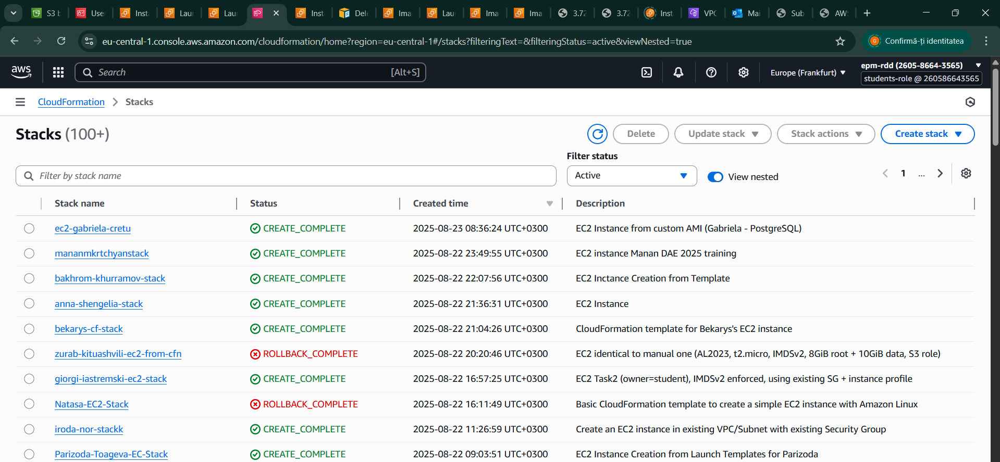 S3 b
User
Inst
Laun
Laun
Inst
Del
Ima
Laun
Ima
Ima
3.72
3.72
Inst
VPC
Mai
Sub
AWS
eu-central-1.console.aws.amazon.com/cloudformation/home?region=eu-central-1#/stacks?filteringText=&filteringStatus=active&viewNested=true
G
Confirmă-ți identitatea
aws
Search
[Alt+S]
Europe (Frankfurt)
epm-rdd (2605-8664-3565)
students-role @ 260586643565
CloudFormation
Stacks
Stacks (100+)
Delete
Update stack
Stack actions
Create stack
Filter status
Filter by stack name
Active
View nested
1
...
Stack name Status Created time Description
ec2-gabriela-cretu CREATE_COMPLETE 2025-08-23 08:36:24 UTC+0300 EC2 Instance from custom AMI (Gabriela - PostgreSQL)
mananmkrtchyanstack CREATE_COMPLETE 2025-08-22 23:49:55 UTC+0300 EC2 instance Manan DAE 2025 training
bakhrom-khurramov-stack CREATE_COMPLETE 2025-08-22 22:07:56 UTC+0300 EC2 Inctance Creation from Template
anna-shengelia-stack CREATE_COMPLETE 2025-08-22 21:36:31 UTC+0300 EC2 Instance
bekarys-cf-stack CREATE_COMPLETE 2025-08-22 21:04:26 UTC+0300 CloudFormation template for Bekarys's EC2 instance
zurab-kituashvili-ec2-from-cfn ROLLBACK_COMPLETE 2025-08-22 20:20:46 UTC+0300 EC2 identical to manual one (AL2023, t2.micro, IMDSv2, 8GiB root + 10GiB data, S3 role)
giorgi-iastremski-ec2-stack CREATE_COMPLETE 2025-08-22 16:57:25 UTC+0300 EC2 Task2 (owner=student), IMDSv2 enforced, using existing SG + instance profile
Natasa-EC2-Stack ROLLBACK_COMPLETE 2025-08-22 16:11:49 UTC+0300 Basic CloudFormation template to create a simple EC2 instance with Amazon Linux
iroda-nor-stackk CREATE_COMPLETE 2025-08-22 11:26:59 UTC+0300 Create an EC2 instance in existing VPC/Subnet with existing Security Group
Parizoda-Toageva-EC-Stack CREATE_COMPLETE 2025-08-22 09:03:51 UTC+0300 EC2 Instance Creation from Launch Templates for Parizoda